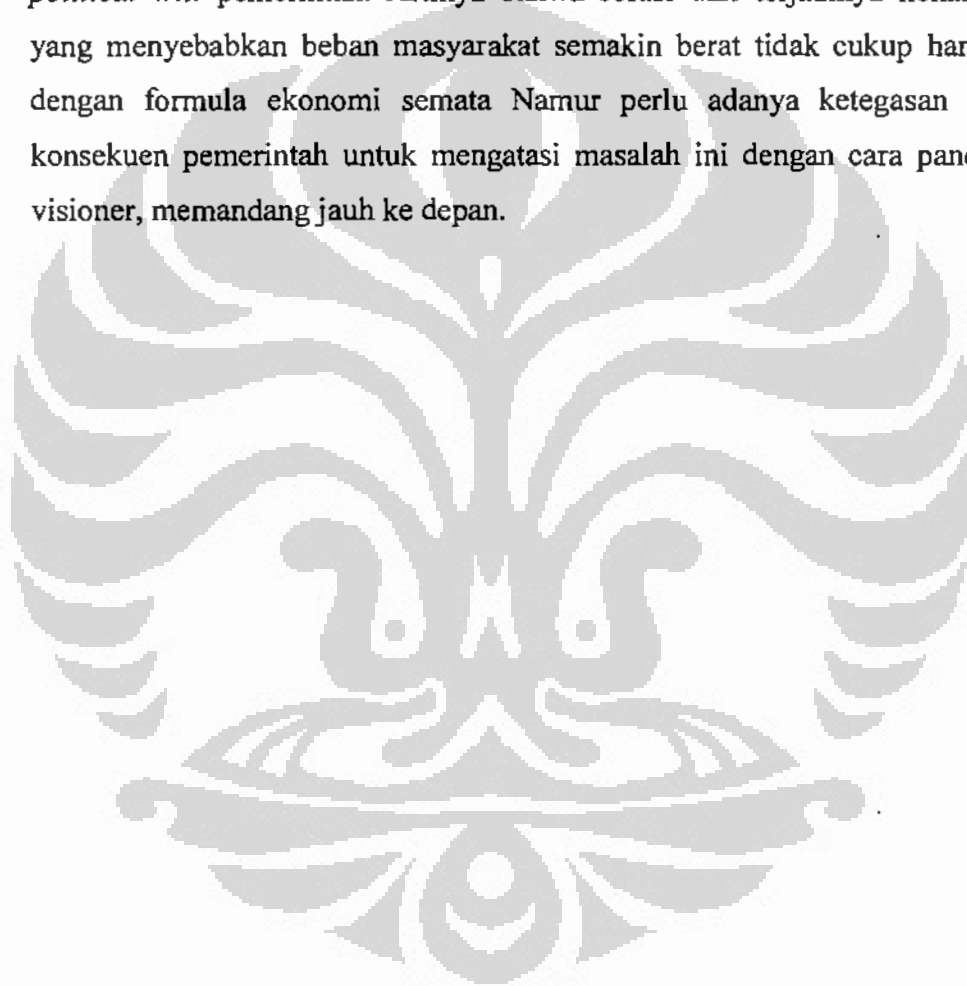 yang menyebabkan beban masyarakat semakin berat tidak cukup
dengan formula ekonomi semata Namur perlu adanya ketegasan
konsekuen pemerintah untuk mengatasi masalah ini dengan cara
visioner, memandang jauh ke depan.